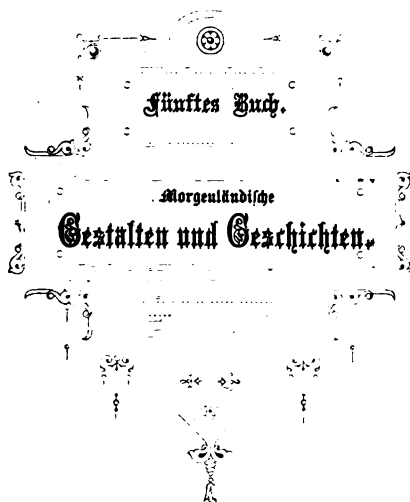 Fünftes Buch.
Morgenländische
Gestalten und Geschichten.